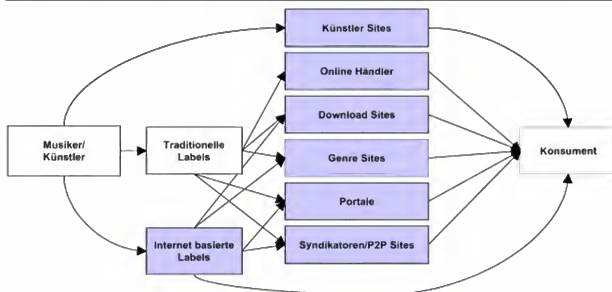 Künstler Sites
Online Händler
Download Sites
Musiker/
Künstler
Traditionelle
Labels
Genre Sites
Konsument
Portale
Internet basierte
Labels
Syndikatoren/P2P Sites